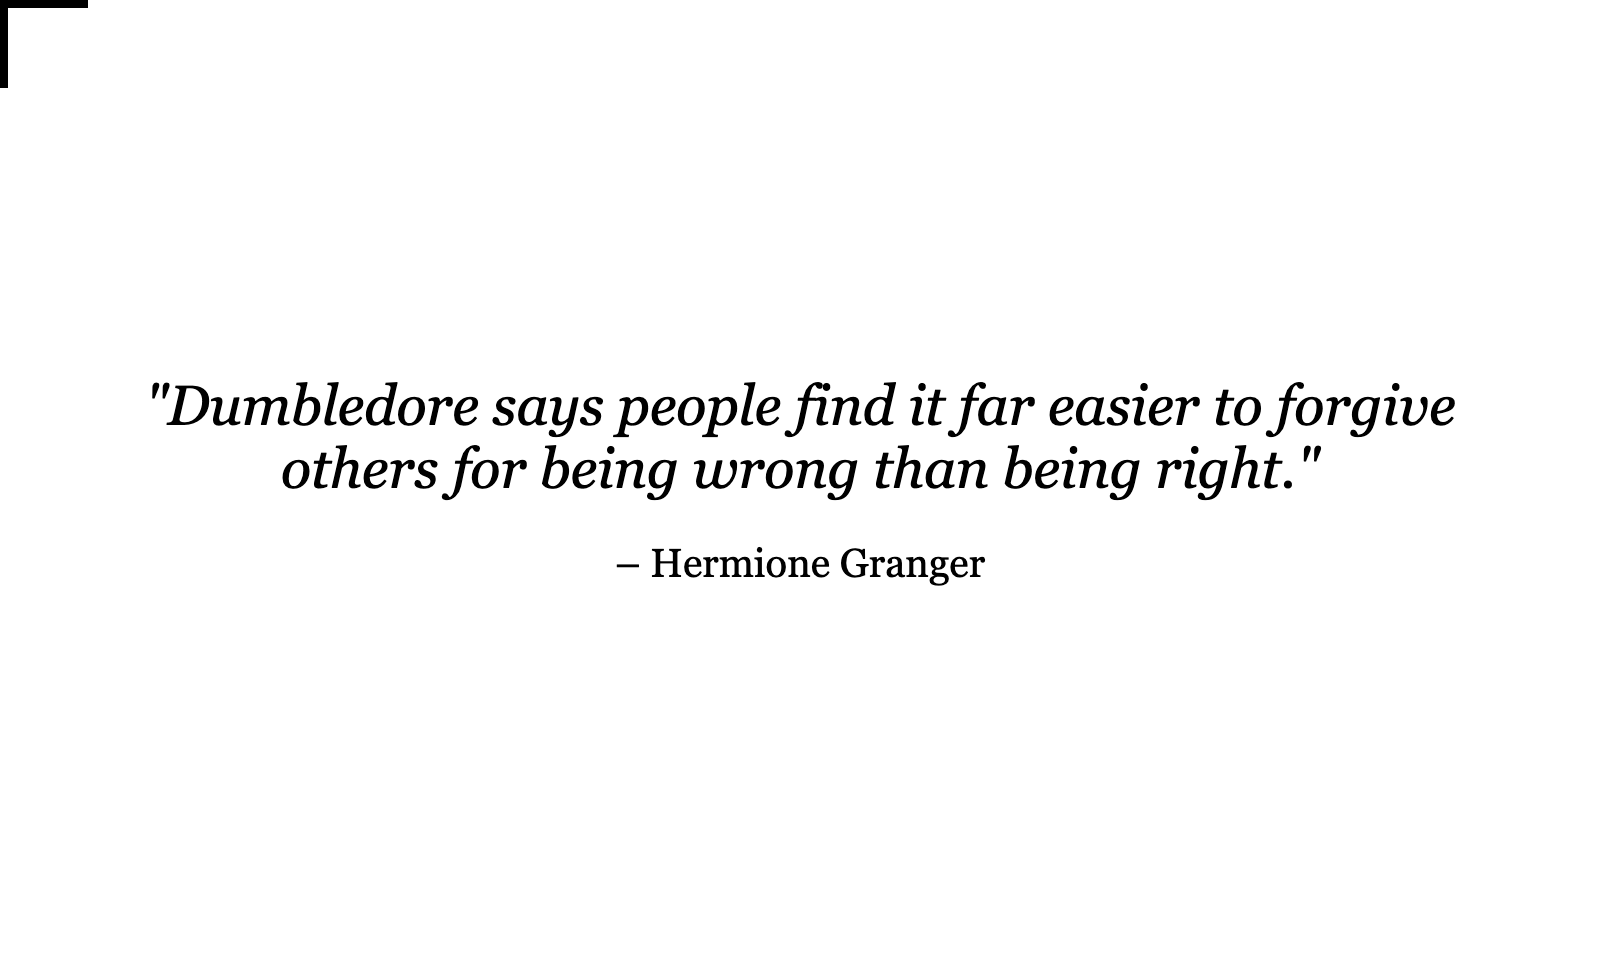 "Dumbledore says people find it far easier to forgive
others for being wrong than being right."
– Hermione Granger